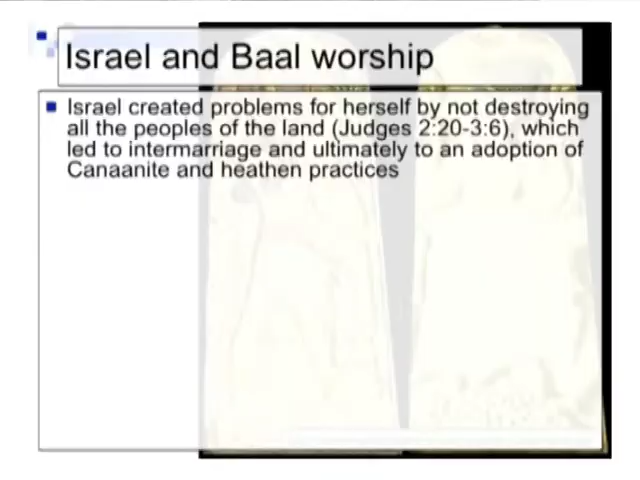 Israel and Baal worship
Israel created problems for herself by not destroying
all the peoples of the land (Judges 2:20-3:6), which
led to intermarriage and ultimately to an adoption of
Canaanite and heathen practices